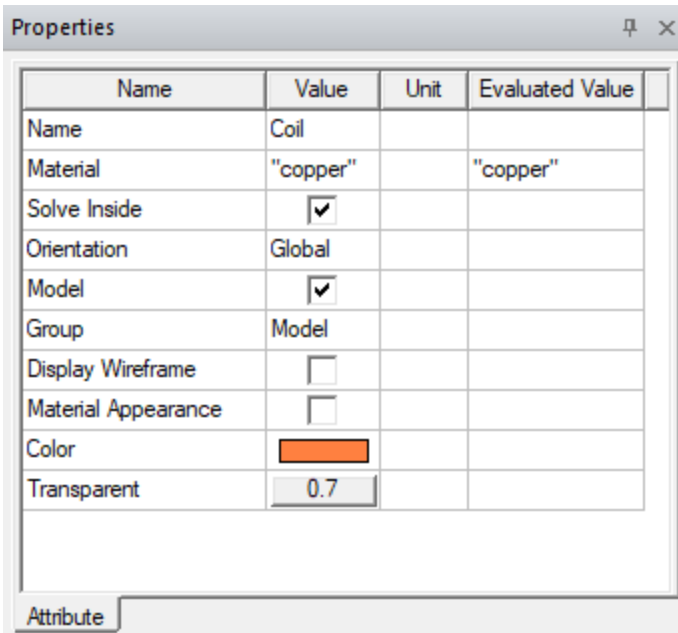 Properties
Name Value Unit Evaluated Value
Name Coil
Material "copper" "copper"
Solve Inside
Orientation Global
Model
Group Model
Display Wireframe
Material Appearance
Color
Transparent 0.7
Attribute